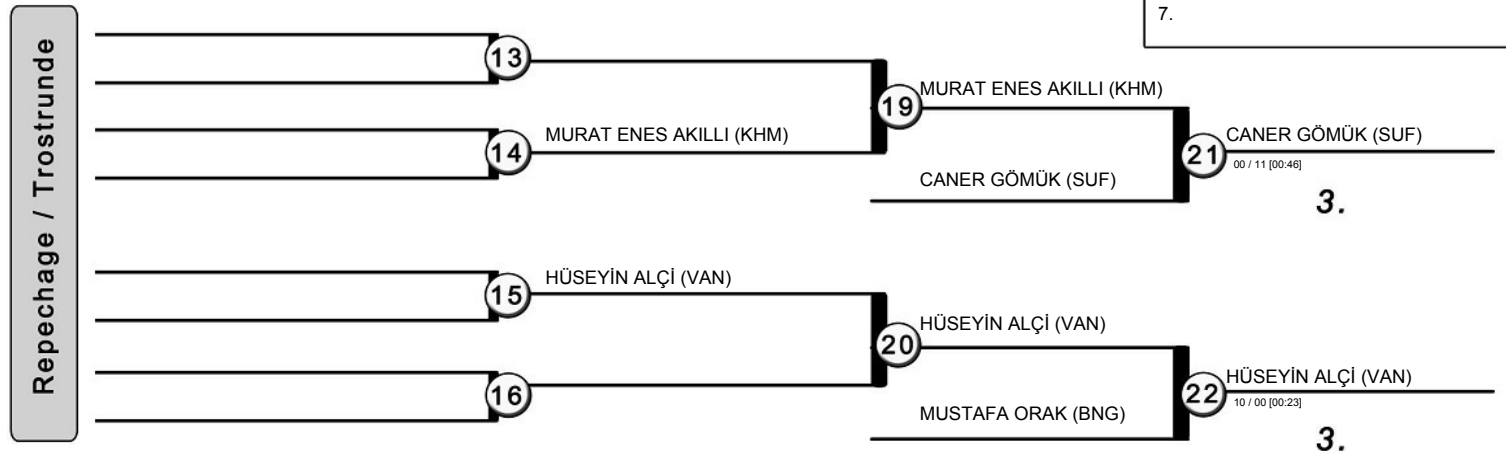 7.
Repechage / Trostrunde
13
19
MURAT ENES AKILLI (KHM)
14
MURAT ENES AKILLI (KHM)
21
CANER GÖMÜK (SUF)
00 / 11 [00:46]
CANER GÖMÜK (SUF)
3.
15
HÜSEYİN ALÇİ (VAN)
20
HÜSEYİN ALÇİ (VAN)
16
22
HÜSEYİN ALÇİ (VAN)
10 / 00 [00:23]
MUSTAFA ORAK (BNG)
3.